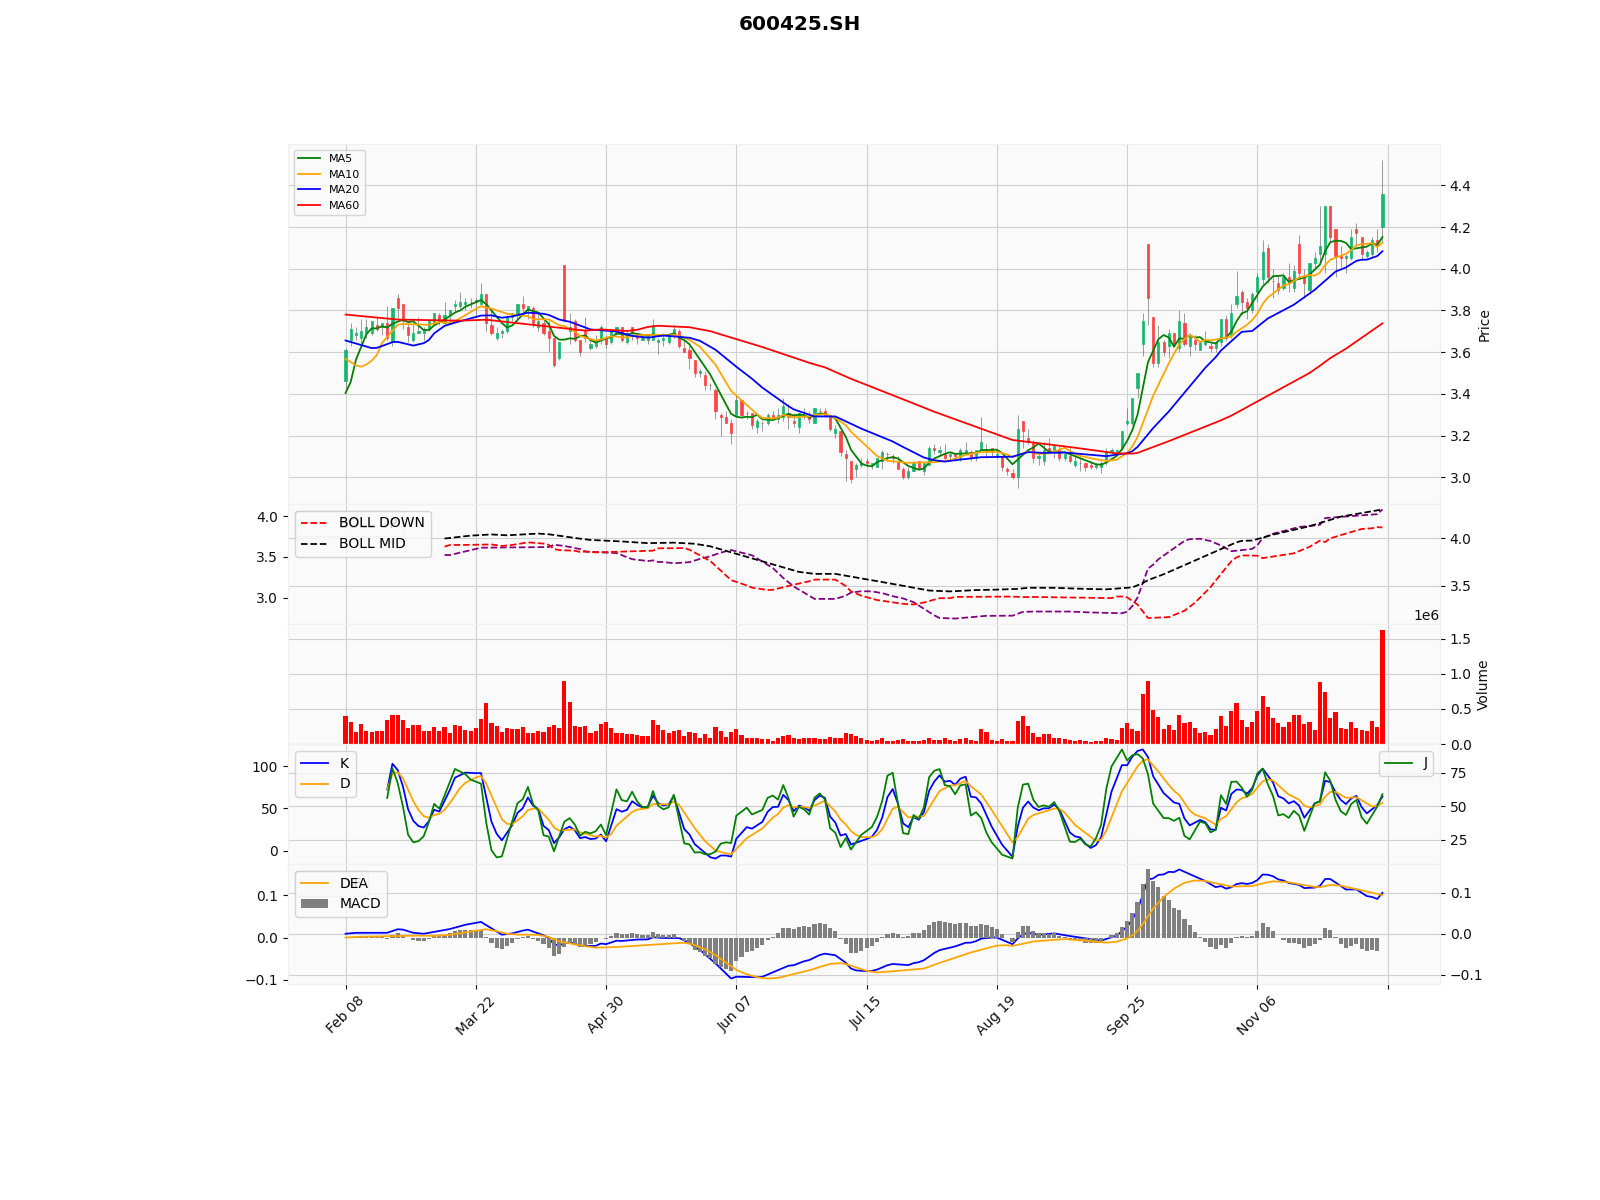 600425.SH
MA5
MA10
MA20
MA60
4.4
4.2
4.0
3.8
3.6
3.4
3.2
3.0
Price
BOLL DOWN
BOLL MID
4.0
3.5
3.0
4.0
3.5
1e6
1.5
1.0
0.5
0.0
Volume
K
D
J
100
50
0
75
50
25
DEA
MACD
0.1
0.0
−0.1
0.1
0.0
−0.1
Feb 08
Mar 22
Apr 30
Jun 07
Jul 15
Aug 19
Sep 25
Nov 06